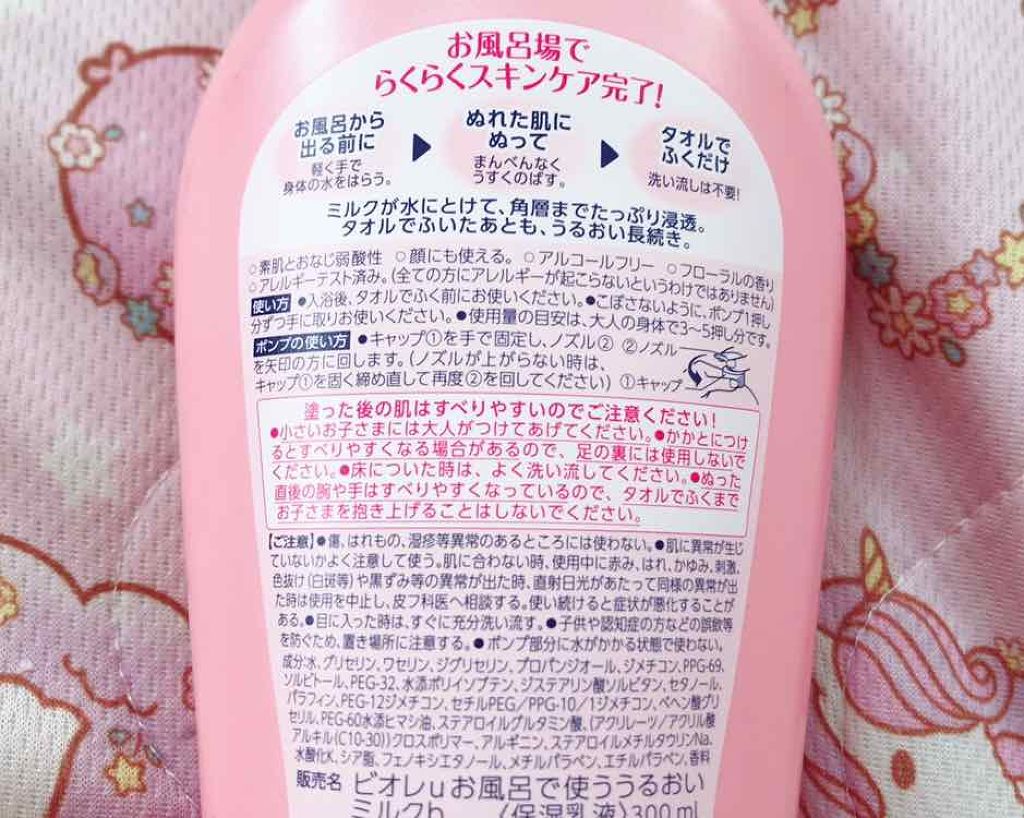 お風呂場で
らくらくスキンケア完了!
お風呂から
出る前に
軽く手で
身体の水をはらう。
ぬれた肌に
ぬって
まんべんなく
うすくのばす。
タオルで
ふくだけ
洗い流しは不要!
ミルクが水にとけて、角層までたっぷり浸透。
タオルでふいたあとも、うるおい長続き。
○素肌とおなじ弱酸性 ○顔にも使える。 ○アルコールフリー ○フローラルの香り
○アレルギーテスト済み。(全ての方にアレルギーが起こらないというわけではありません)
使い方 ●入浴後、タオルでふく前にお使いください。●こぼさないように、ポンプ1押し
分ずつ手に取りお使いください。●使用量の目安は、大人の身体で3〜5押し分です。
ポンプの使い方 ●キャップ①を手で固定し、ノズル② ②ノズル
を矢印の方に回します。(ノズルが上がらない時は、
キャップ①を固く締め直して再度②を回してください) ①キャップ
塗った後の肌はすべりやすいのでご注意ください!
●小さいお子さまには大人がつけてあげてください。●かかとにつけ
るとすべりやすくなる場合があるので、足の裏には使用しないで
ください。●床についた時は、よく洗い流してください。●ぬった
直後の腕や手はすべりやすくなっているので、タオルでふくまで
お子さまを抱き上げることはしないでください。
【ご注意】●傷、はれもの、湿疹等異常のあるところには使わない。●肌に異常が生じ
ていないかよく注意して使う。肌に合わない時、使用中に赤み、はれ、かゆみ、刺激、
色抜け(白斑等)や黒ずみ等の異常が出た時、直射日光があたって同様の異常が出
た時は使用を中止し、皮フ科医へ相談する。使い続けると症状が悪化することが
ある。●目に入った時は、すぐに充分洗い流す。●子供や認知症の方などの誤飲等
を防ぐため、置き場所に注意する。●ポンプ部分に水がかかる状態で使わない。
成分:水、グリセリン、ワセリン、ジグリセリン、プロパンジオール、ジメチコン、PPG-69、
ソルビトール、PEG-32、水添ポリイソブテン、ジステアリン酸ソルビタン、セタノール、
パラフィン、PEG-12ジメチコン、セチルPEG/PPG-10/1ジメチコン、ベヘン酸グリ
セリル、PEG-60水添ヒマシ油、ステアロイルグルタミン酸、(アクリレーツ/アクリル酸
アルキル(C10-30))クロスポリマー、アルギニン、ステアロイルメチルタウリンNa、
水酸化K、シア脂、フェノキシエタノール、メチルパラベン、エチルパラベン、香料
販売名 ビオレuお風呂で使ううるおい
ミルクb 〈保湿乳液〉300ml